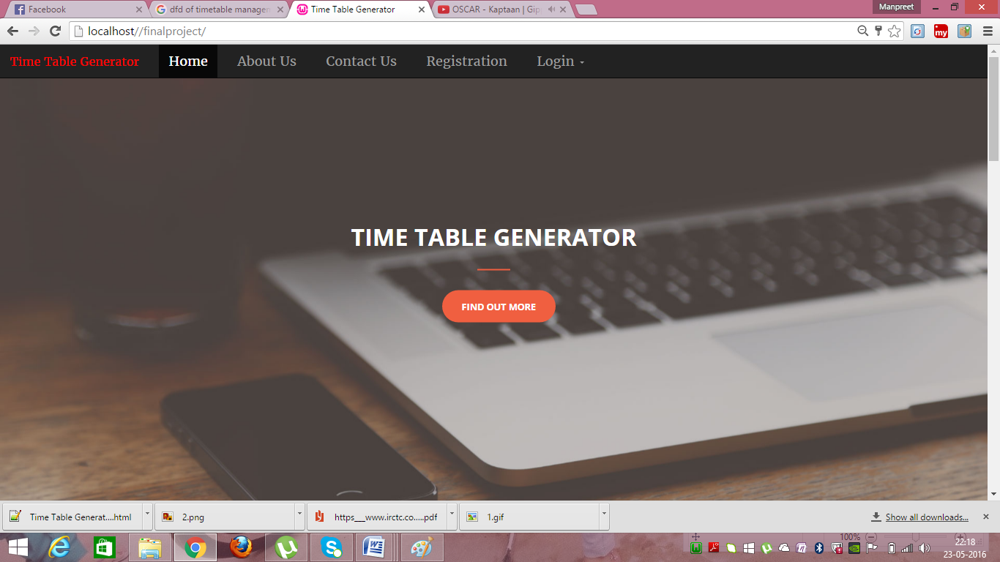 Facebook
dfd of timetable managem
Time Table Generator
OSCAR - Kaptaan | Gip
Manpreet
localhost//finalproject/
my
Time Table Generator
Home
About Us
Contact Us
Registration
Login
TIME TABLE GENERATOR
FIND OUT MORE
Time Table Generat....html
2.png
https___www.irctc.co.....pdf
1.gif
Show all downloads...
100%
22:18
23-05-2016